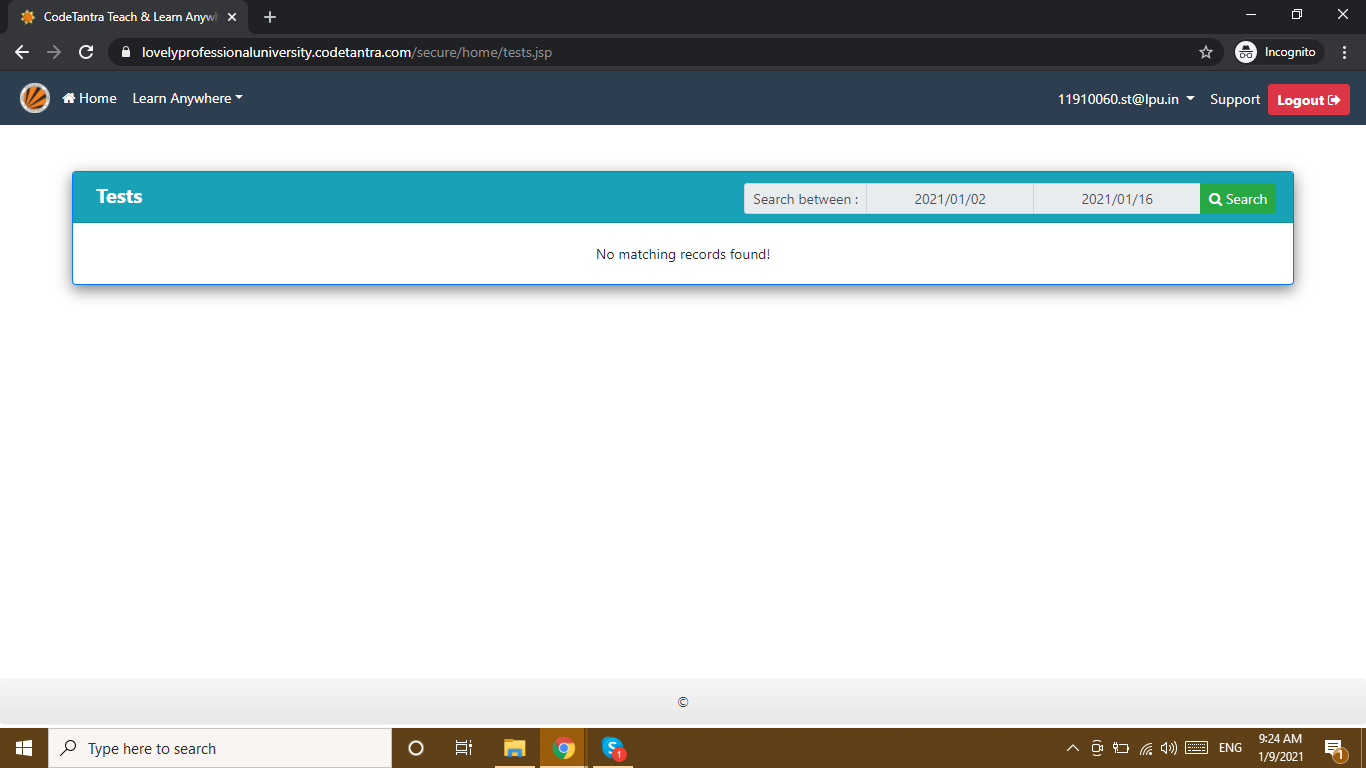 CodeTantra Teach & Learn Anywh
lovelyprofessionaluniversity.codetantra.com/secure/home/tests.jsp
Incognito
Home
Learn Anywhere
11910060.st@lpu.in
Support
Logout
Tests
Search between :
2021/01/02
2021/01/16
Search
No matching records found!
©
Type here to search
S
1
ENG
9:24 AM
1/9/2021
1